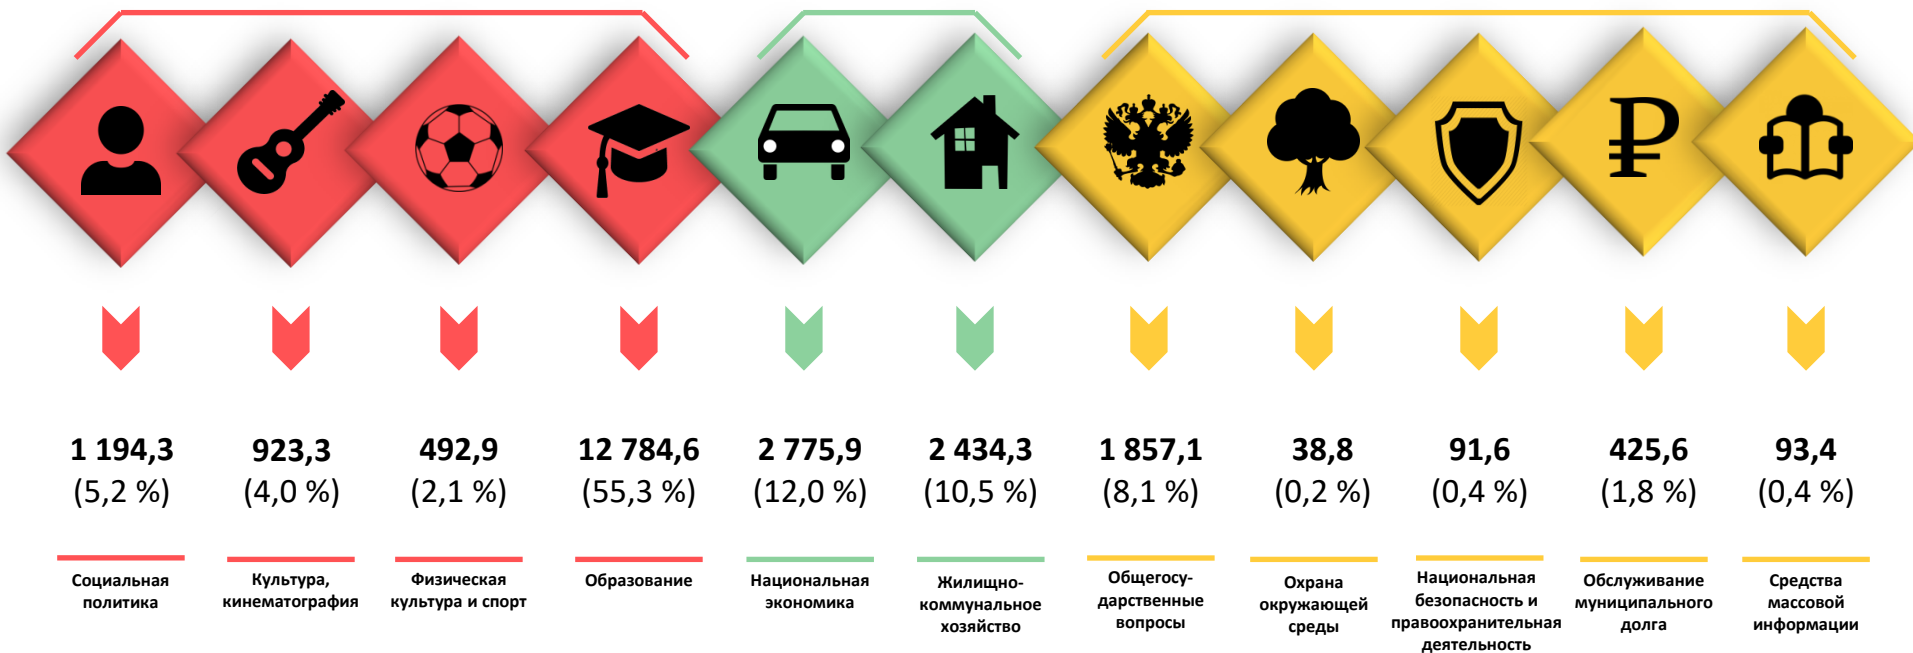 1 194,3
(5,2 %)
Социальная
политика
923,3
(4,0 %)
Культура,
кинематография
492,9
(2,1 %)
Физическая
культура и спорт
12 784,6
(55,3 %)
Образование
2 775,9
(12,0 %)
Национальная
экономика
2 434,3
(10,5 %)
Жилищно-
коммунальное
хозяйство
1 857,1
(8,1 %)
Общегосу-
дарственные
вопросы
38,8
(0,2 %)
Охрана
окружающей
среды
91,6
(0,4 %)
Национальная
безопасность и
правоохранительная
деятельность
425,6
(1,8 %)
Обслуживание
муниципального
долга
93,4
(0,4 %)
Средства
массовой
информации